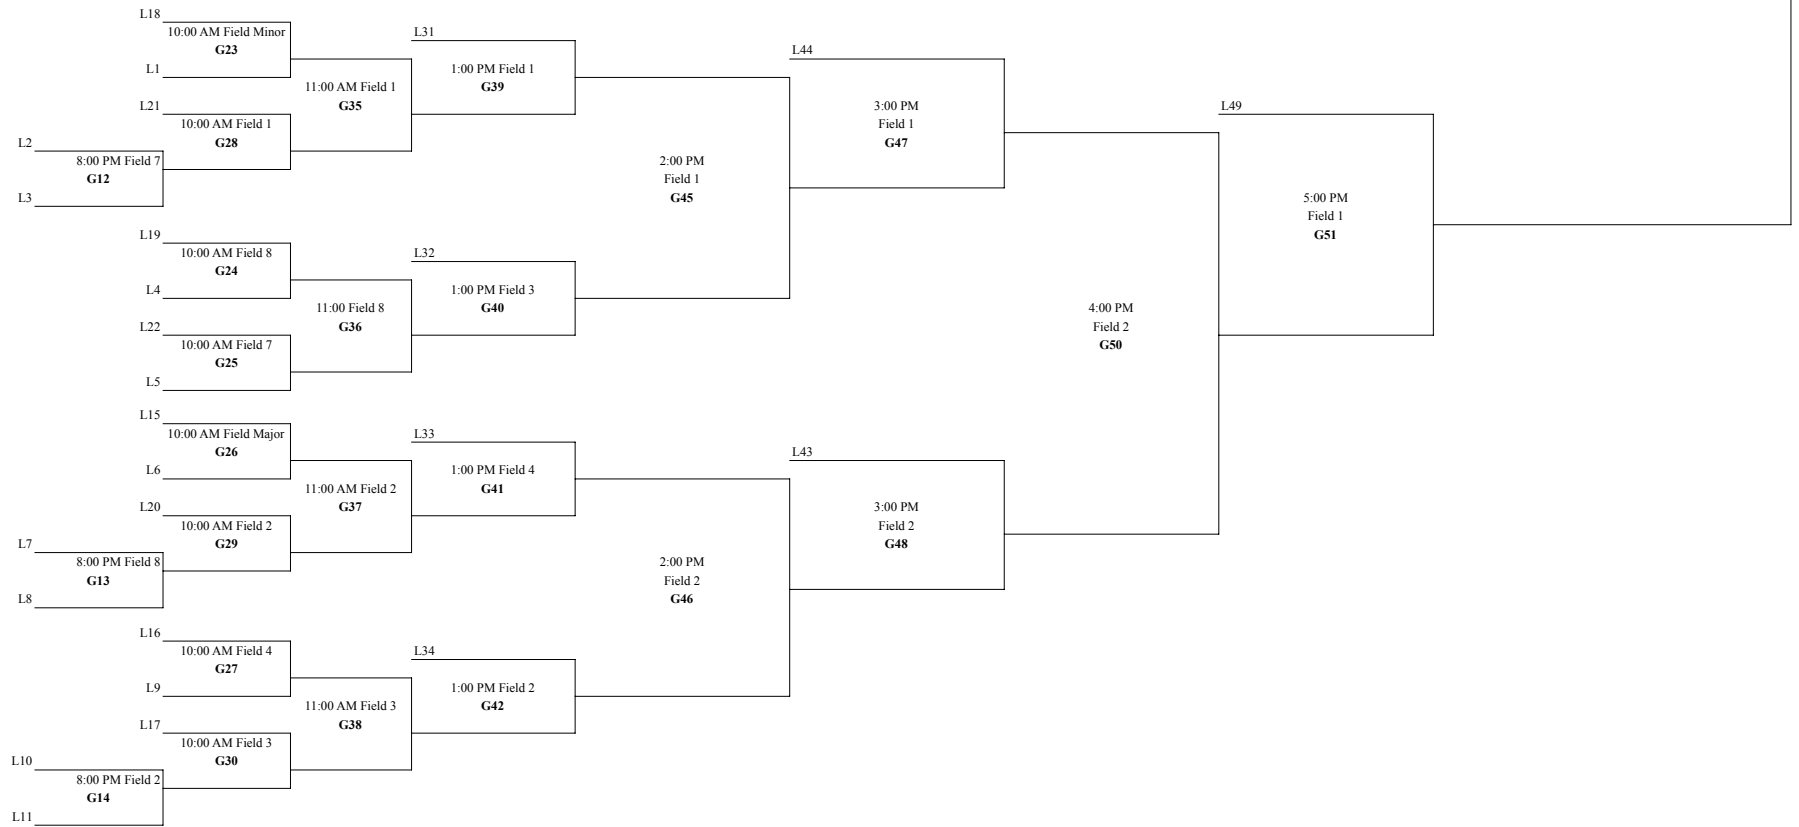 L18
10:00 AM Field Minor
G23
L1
L21
10:00 AM Field 1
G28
L2
8:00 PM Field 7
G12
L3
11:00 AM Field 1
G35
L31
1:00 PM Field 1
G39
L19
10:00 AM Field 8
G24
L4
L22
10:00 AM Field 7
G25
L5
11:00 Field 8
G36
L32
1:00 PM Field 3
G40
2:00 PM
Field 1
G45
L44
3:00 PM
Field 1
G47
L15
10:00 AM Field Major
G26
L6
L20
10:00 AM Field 2
G29
L7
8:00 PM Field 8
G13
L8
11:00 AM Field 2
G37
L33
1:00 PM Field 4
G41
L16
10:00 AM Field 4
G27
L9
L17
10:00 AM Field 3
G30
L10
8:00 PM Field 2
G14
L11
11:00 AM Field 3
G38
L34
1:00 PM Field 2
G42
2:00 PM
Field 2
G46
L43
3:00 PM
Field 2
G48
4:00 PM
Field 2
G50
L49
5:00 PM
Field 1
G51